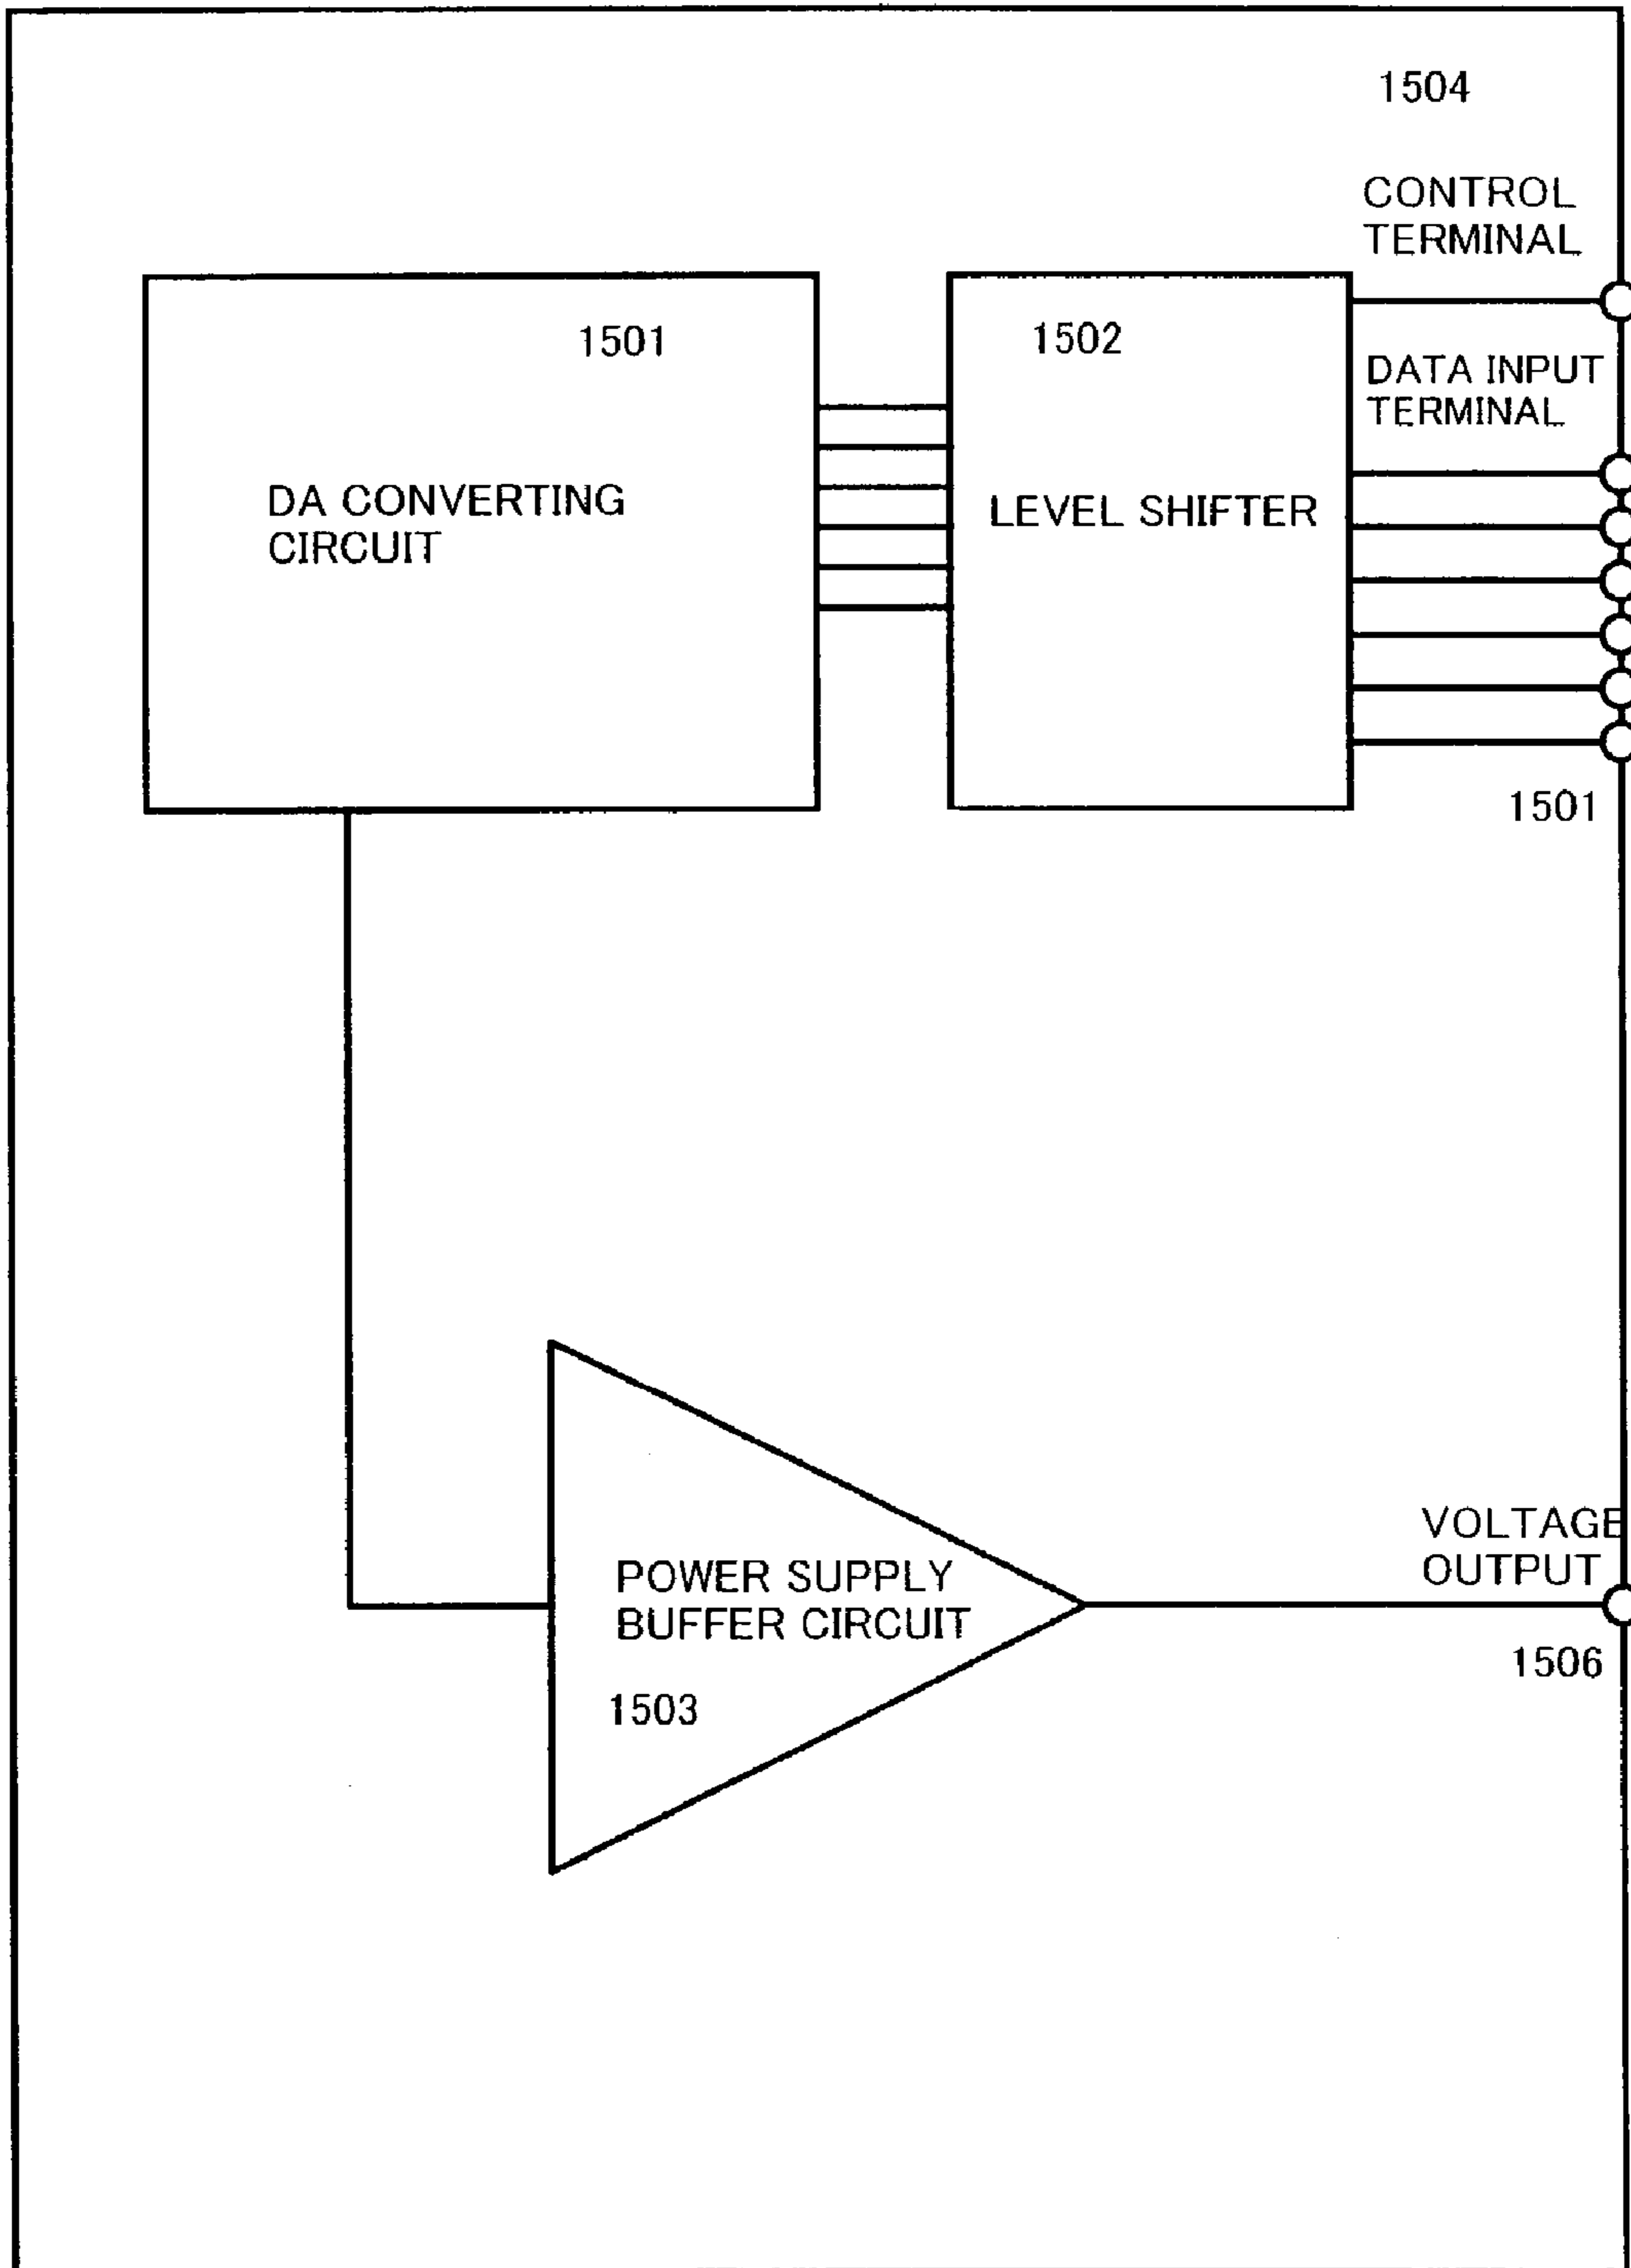 1504
CONTROL
TERMINAL
1501
1502
DATA INPUT
TERMINAL
DA CONVERTING
CIRCUIT
LEVEL SHIFTER
1501
VOLTAGE
OUTPUT
POWER SUPPLY
BUFFER CIRCUIT
1506
1503